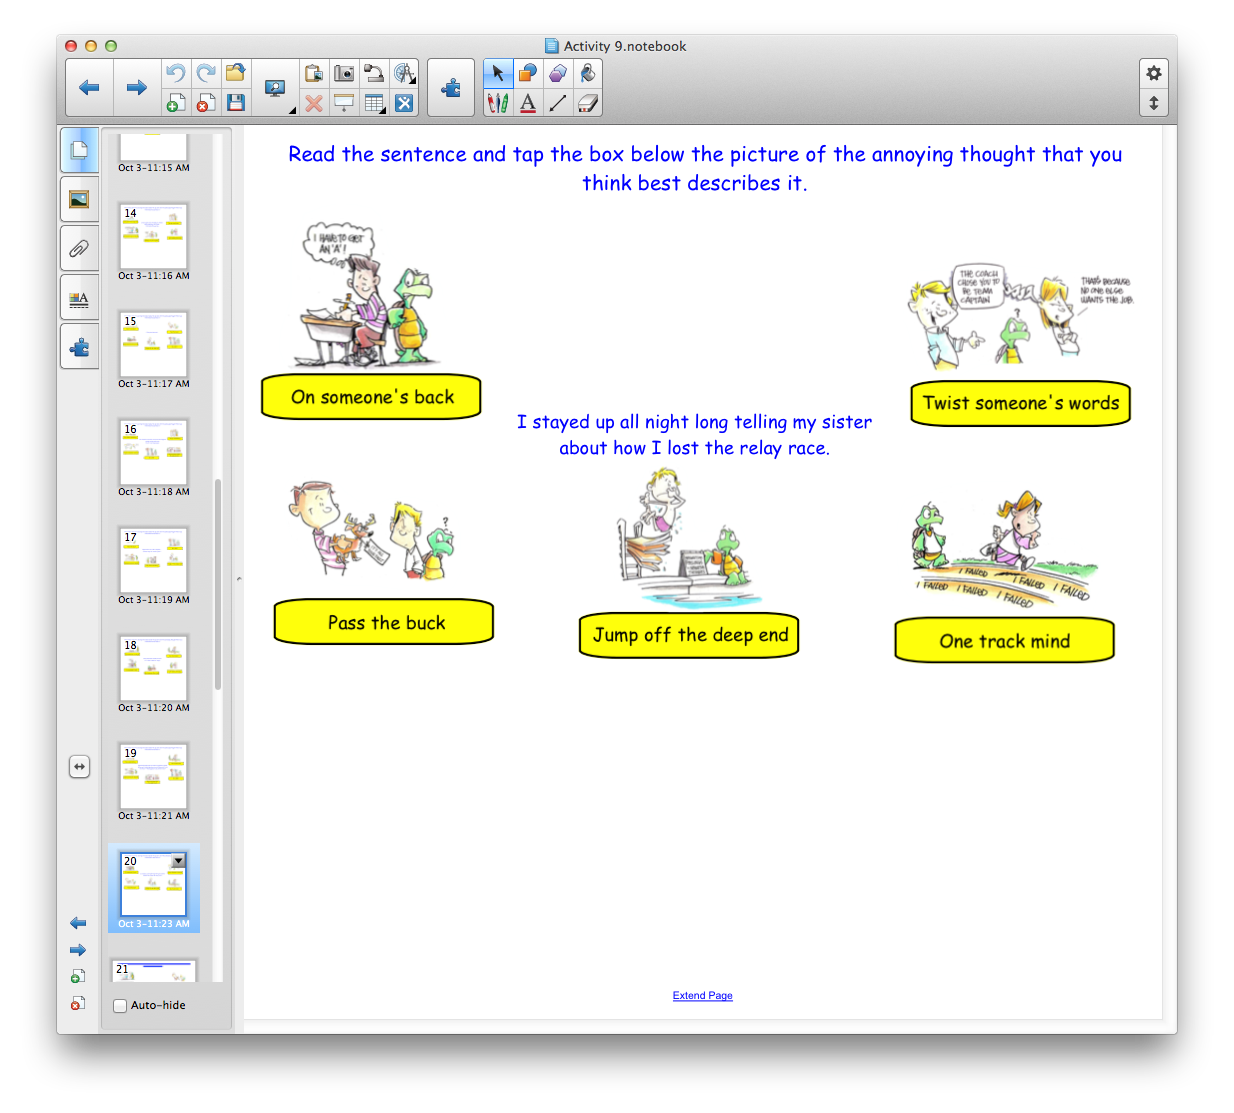 Activity 9.notebook
Oct 3-11:15 AM
14
Oct 3-11:16 AM
15
Oct 3-11:17 AM
16
Oct 3-11:18 AM
17
Oct 3-11:19 AM
18
Oct 3-11:20 AM
19
Oct 3-11:21 AM
20
Oct 3-11:23 AM
21
Auto-hide
Read the sentence and tap the box below the picture of the annoying thought that you
think best describes it.
I HAVE TO GET
AN 'A'!
On someone's back
THE COACH
CHOSE YOU TO
BE TEAM
CAPTAIN
?
THAT'S BECAUSE
NO ONE ELSE
WANTS THE JOB.
Twist someone's words
I stayed up all night long telling my sister
about how I lost the relay race.
?
Pass the buck
Jump off the deep end
I FAILED I FAILED I FAILED
I FAILED I FAILED I FAILED
One track mind
Extend Page